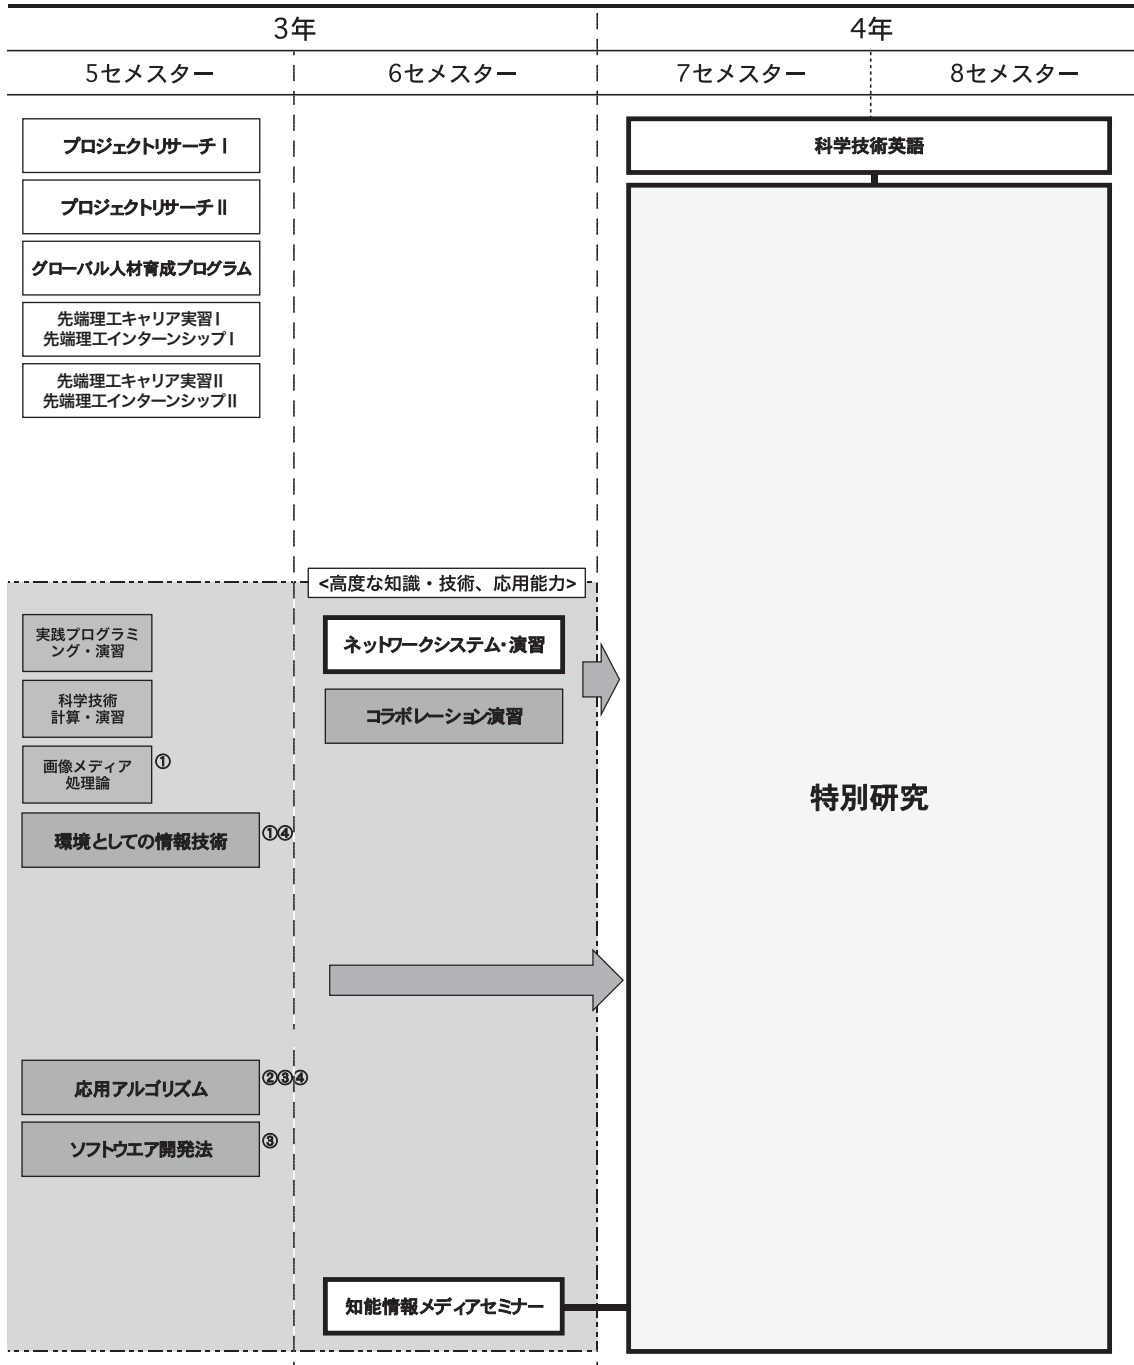 3年
4年
5セメスター
6セメスター
7セメスター
8セメスター
プロジェクトリサーチ I
プロジェクトリサーチ II
グローバル人材育成プログラム
先端理工キャリア実習I
先端理工インターンシップ I
先端理工キャリア実習II
先端理工インターンシップ II
科学技術英語
特別研究
<高度な知識・技術、応用能力>
実践プログラミ
ング・演習
科学技術
計算・演習
画像メディア
処理論
①
環境としての情報技術
①④
ネットワークシステム・演習
コラボレーション演習
応用アルゴリズム
②③④
ソフトウエア開発法
③
知能情報メディアセミナー